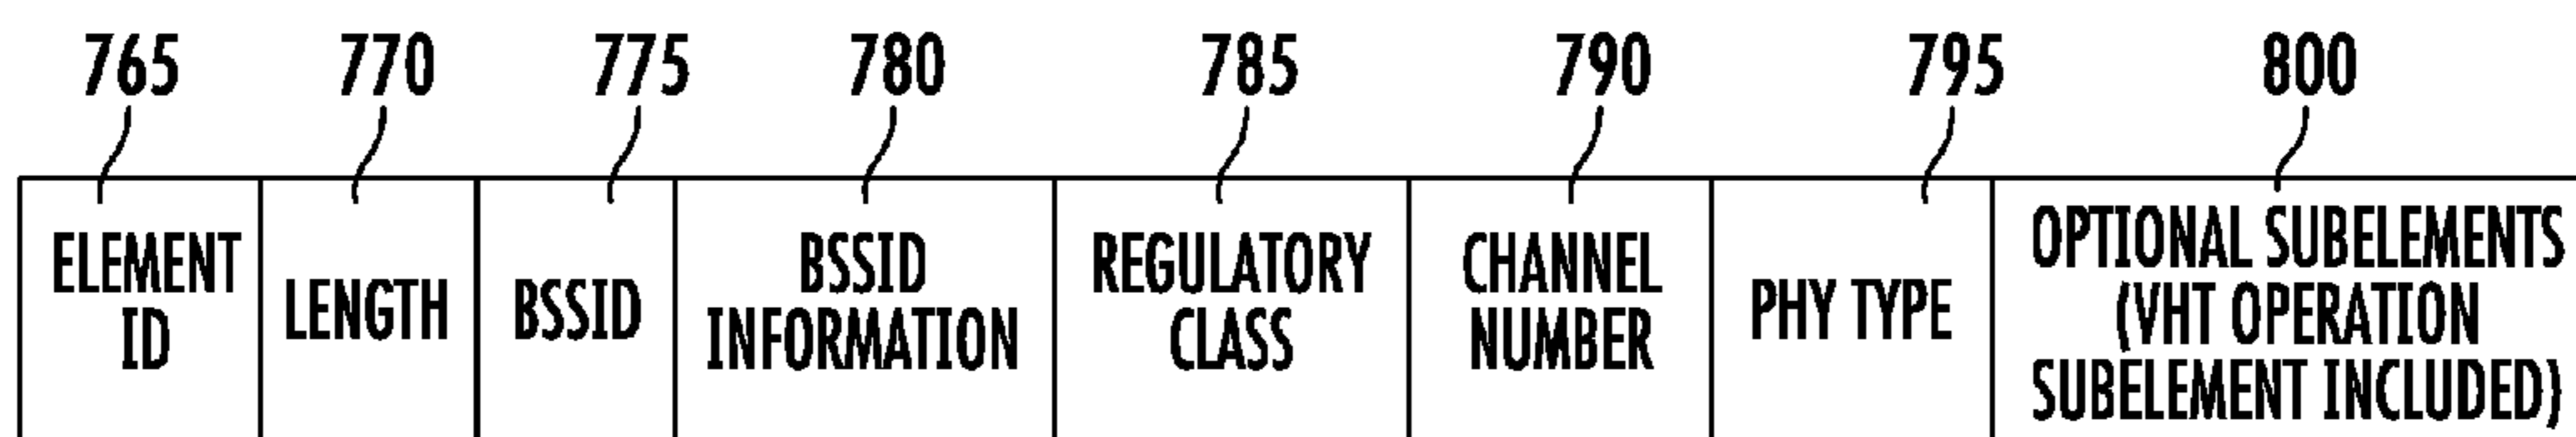 765 770 775 780 785 790 795 800
ELEMENT
ID
LENGTH
BSSID
BSSID
INFORMATION
REGULATORY
CLASS
CHANNEL
NUMBER
PHY TYPE
OPTIONAL SUBELEMENTS
(VHT OPERATION
SUBELEMENT INCLUDED)